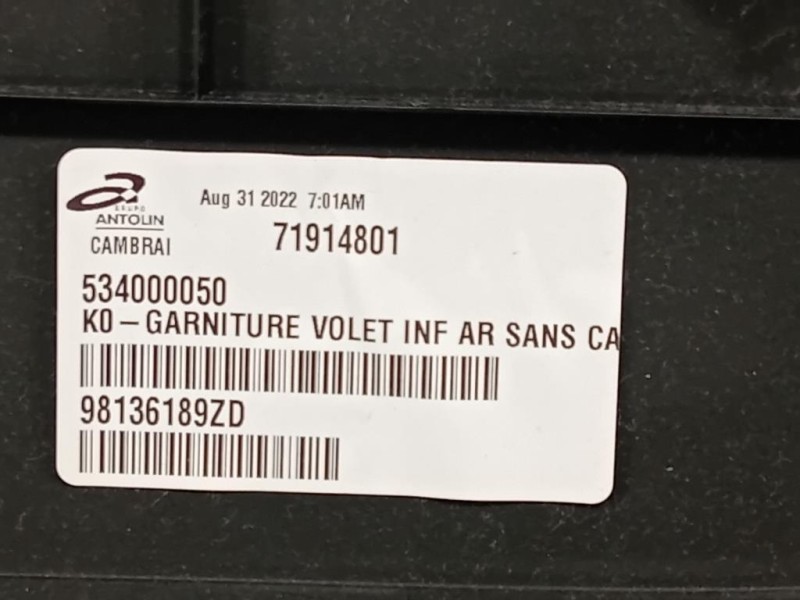 GRUPO
ANTOLIN
CAMBRAI
Aug 31 2022 7:01AM
71914801
534000050
K0-GARNITURE VOLET INF AR SANS CA
98136189ZD